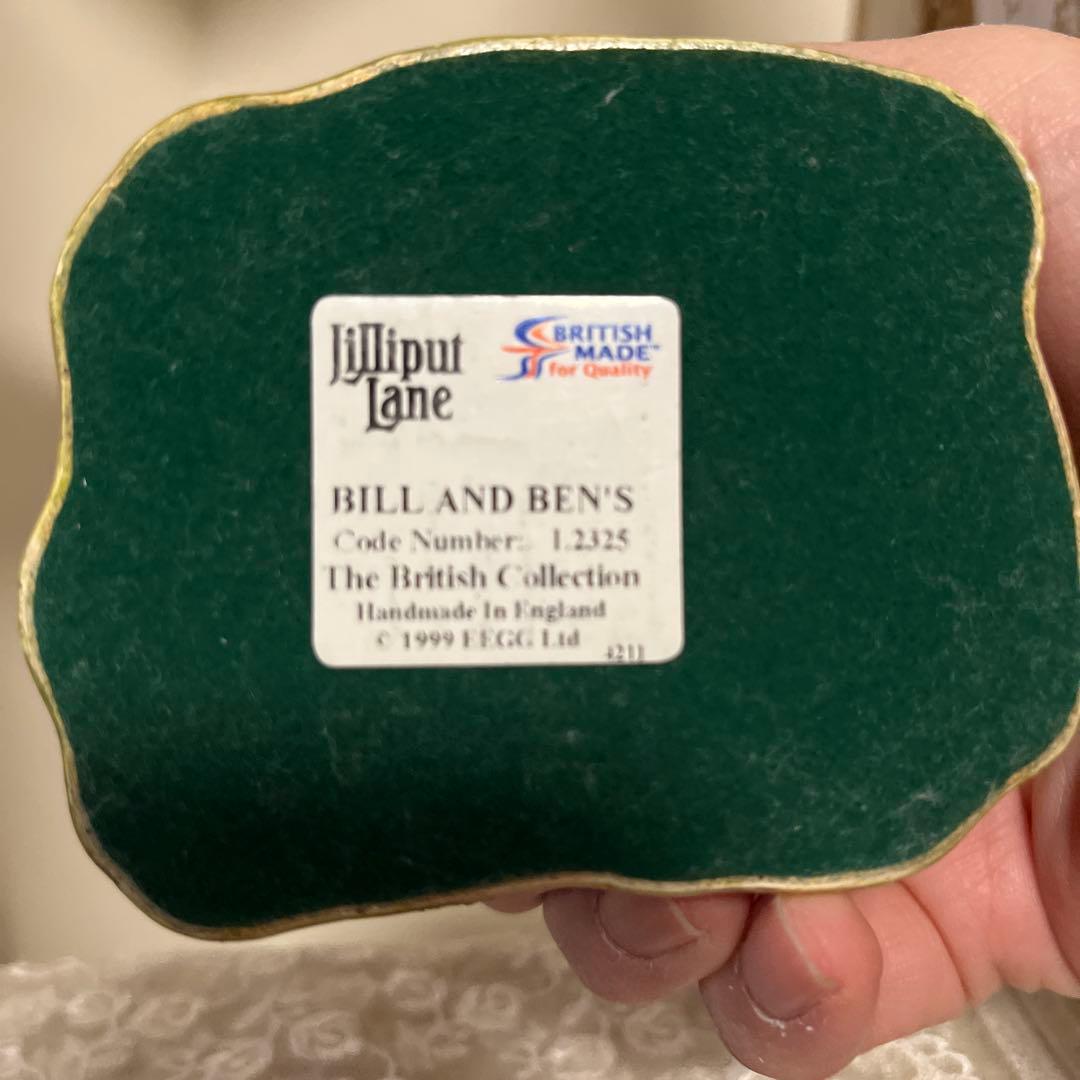 Lilliput
Lane
BRITISH
MADE™
for Quality
BILL AND BEN'S
Code Number: L2325
The British Collection
Handmade In England
© 1999 EEGG Ltd
4211